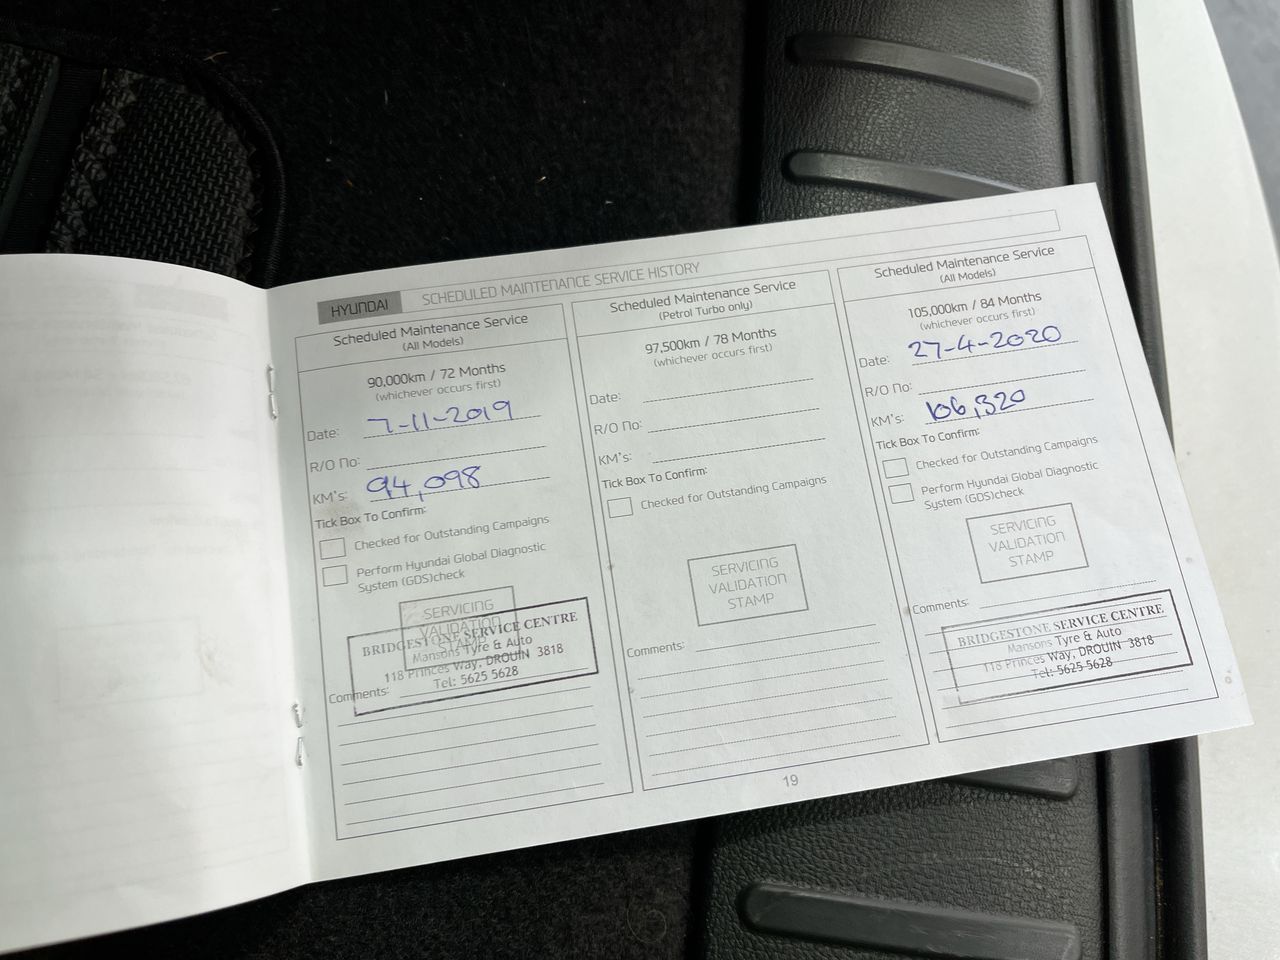 HYUNDAI SCHEDULED MAINTENANCE SERVICE HISTORY
Scheduled Maintenance Service
(All Models)
90,000km / 72 Months
(whichever occurs first)
Date: 7-11-2019
R/O No:
KM's: 94,098
Tick Box To Confirm:
Checked for Outstanding Campaigns
Perform Hyundai Global Diagnostic
System (GDS)check
SERVICING
VALIDATION
STAMP
BRIDGESTONE SERVICE CENTRE
Mansons Tyre & Auto
118 Princes Way, DROUIN 3818
Tel: 5625 5628
Comments:
Scheduled Maintenance Service
(Petrol Turbo only)
97,500km / 78 Months
(whichever occurs first)
Date:
R/O No:
KM's:
Tick Box To Confirm:
Checked for Outstanding Campaigns
SERVICING
VALIDATION
STAMP
Comments:
Scheduled Maintenance Service
(All Models)
105,000km / 84 Months
(whichever occurs first)
Date: 27-4-2020
R/O No:
KM's: 106,320
Tick Box To Confirm:
Checked for Outstanding Campaigns
Perform Hyundai Global Diagnostic
System (GDS)check
SERVICING
VALIDATION
STAMP
Comments:
BRIDGESTONE SERVICE CENTRE
Mansons Tyre & Auto
118 Princes Way, DROUIN 3818
Tel: 5625 5628
19